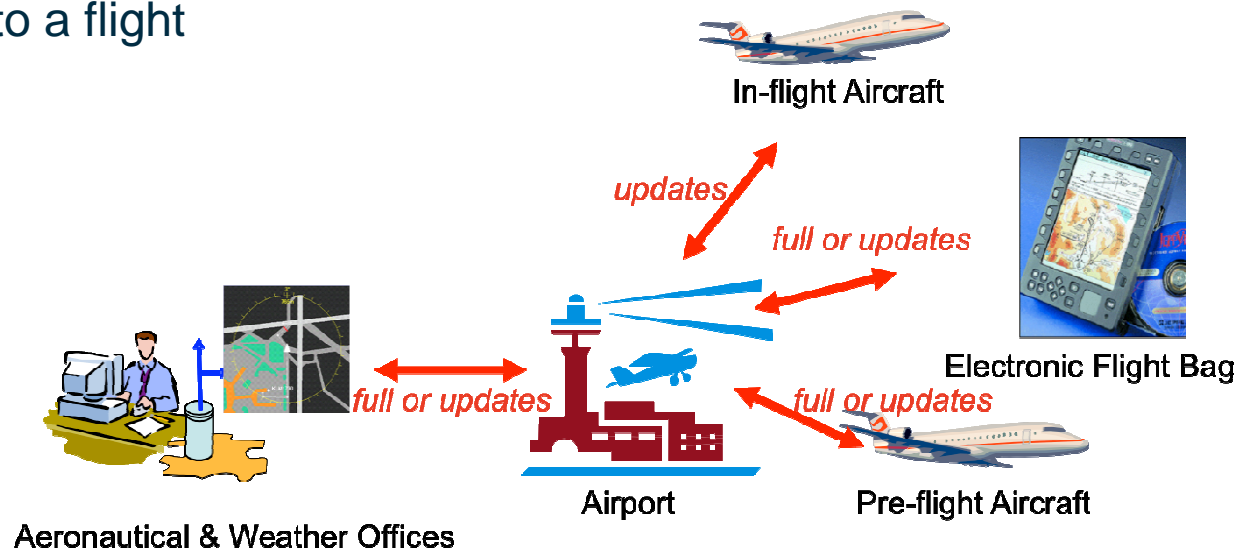 to a flight
In-flight Aircraft
updates
full or updates
Electronic Flight Bag
full or updates
full or updates
Airport
Pre-flight Aircraft
Aeronautical & Weather Offices